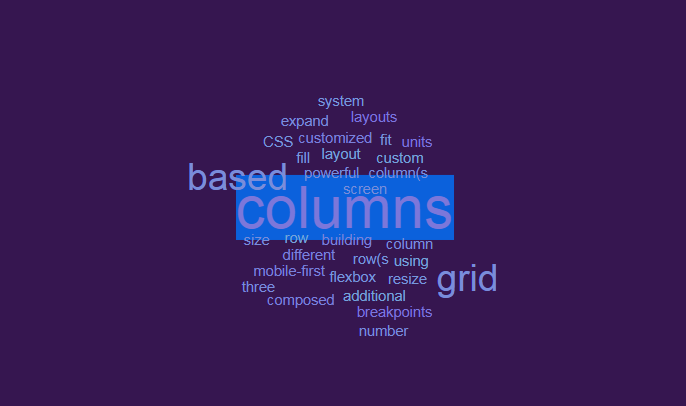 system
expand layouts
CSS customized fit units
fill layout custom
based powerful column(s
screen
columns
size row building column
different row(s using
mobile-first flexbox resize grid
three
composed additional
breakpoints
number